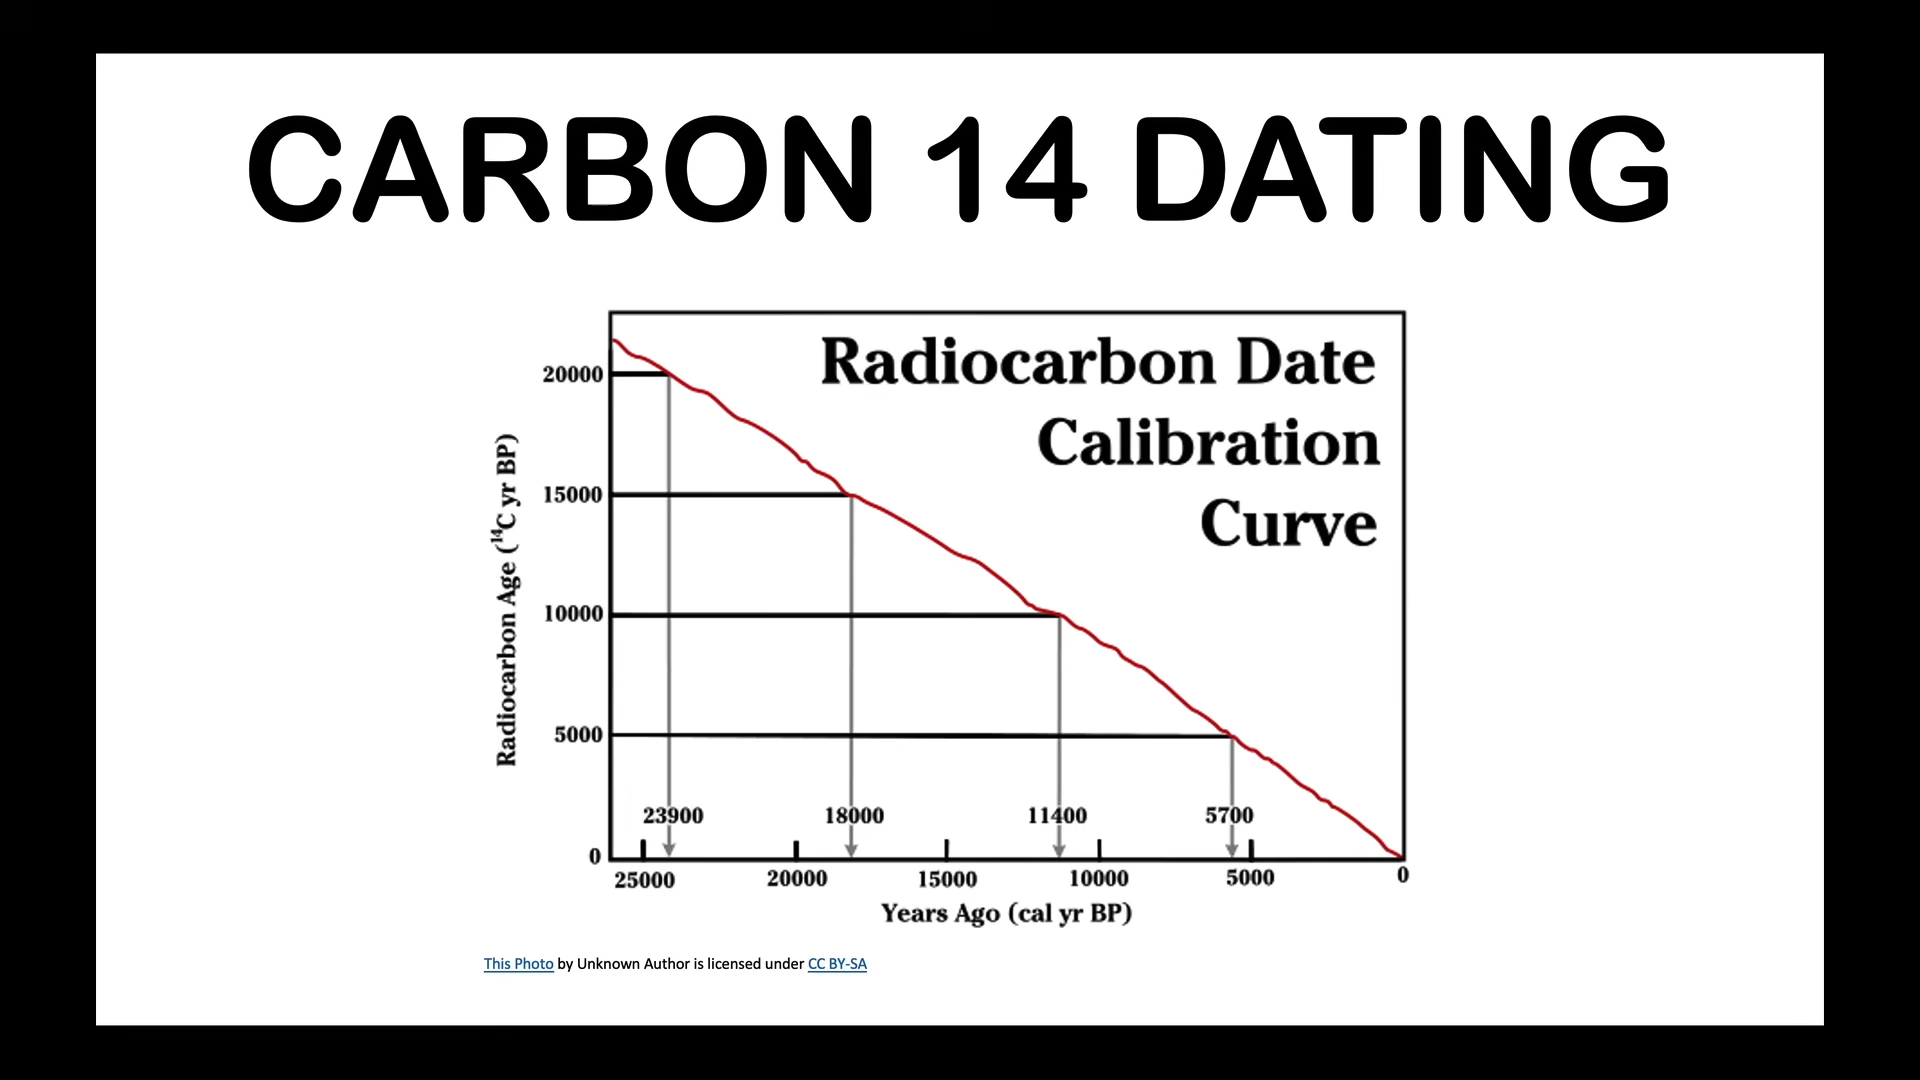 CARBON 14 DATING
Radiocarbon Date
Calibration
Curve
Radiocarbon Age (¹⁴C yr BP)
20000
15000
10000
5000
0
23900
18000
11400
5700
25000
20000
15000
10000
5000
0
Years Ago (cal yr BP)
This Photo by Unknown Author is licensed under CC BY-SA